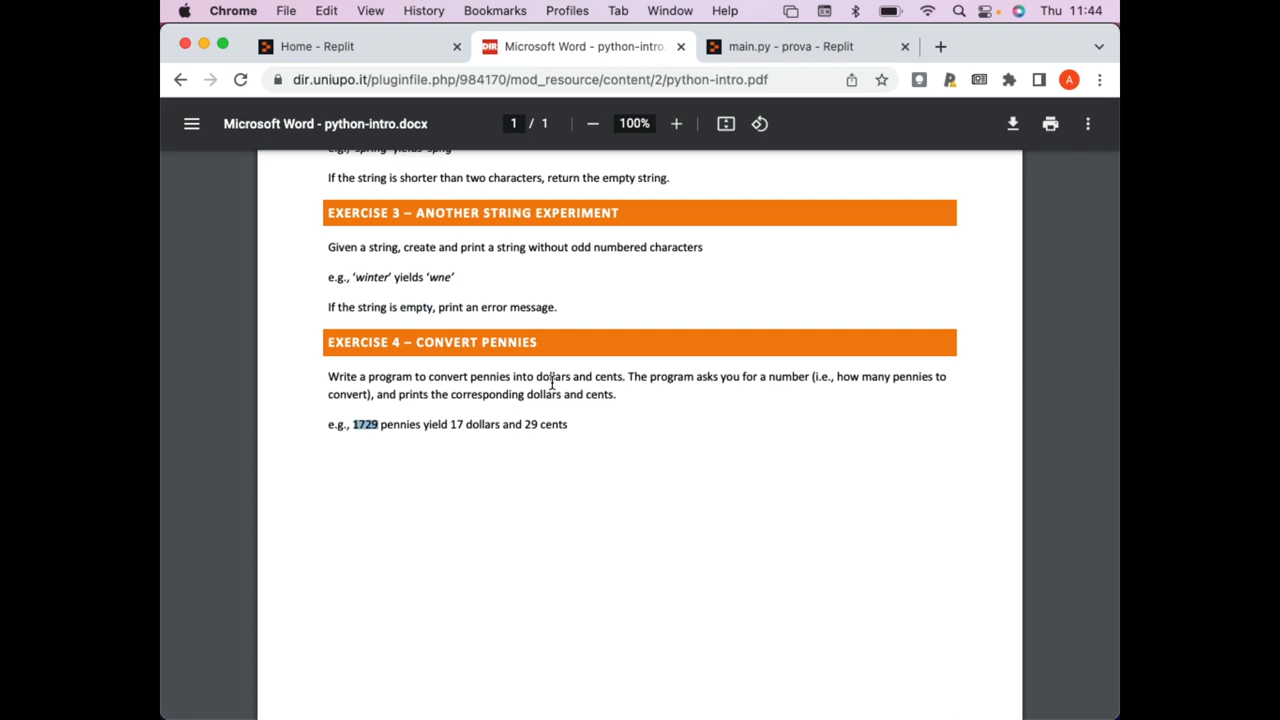 Chrome File Edit View History Bookmarks Profiles Tab Window Help Thu 11:44
Home - Replit DIR Microsoft Word - python-intro. main.py - prova - Replit
dir.uniupo.it/pluginfile.php/984170/mod_resource/content/2/python-intro.pdf A
Microsoft Word - python-intro.docx 1 / 1 100%
e.g., 'spring' yields 'spng'
If the string is shorter than two characters, return the empty string.
EXERCISE 3 – ANOTHER STRING EXPERIMENT
Given a string, create and print a string without odd numbered characters
e.g., ‘winter’ yields ‘wne’
If the string is empty, print an error message.
EXERCISE 4 – CONVERT PENNIES
Write a program to convert pennies into dollars and cents. The program asks you for a number (i.e., how many pennies to
convert), and prints the corresponding dollars and cents.
e.g., 1729 pennies yield 17 dollars and 29 cents